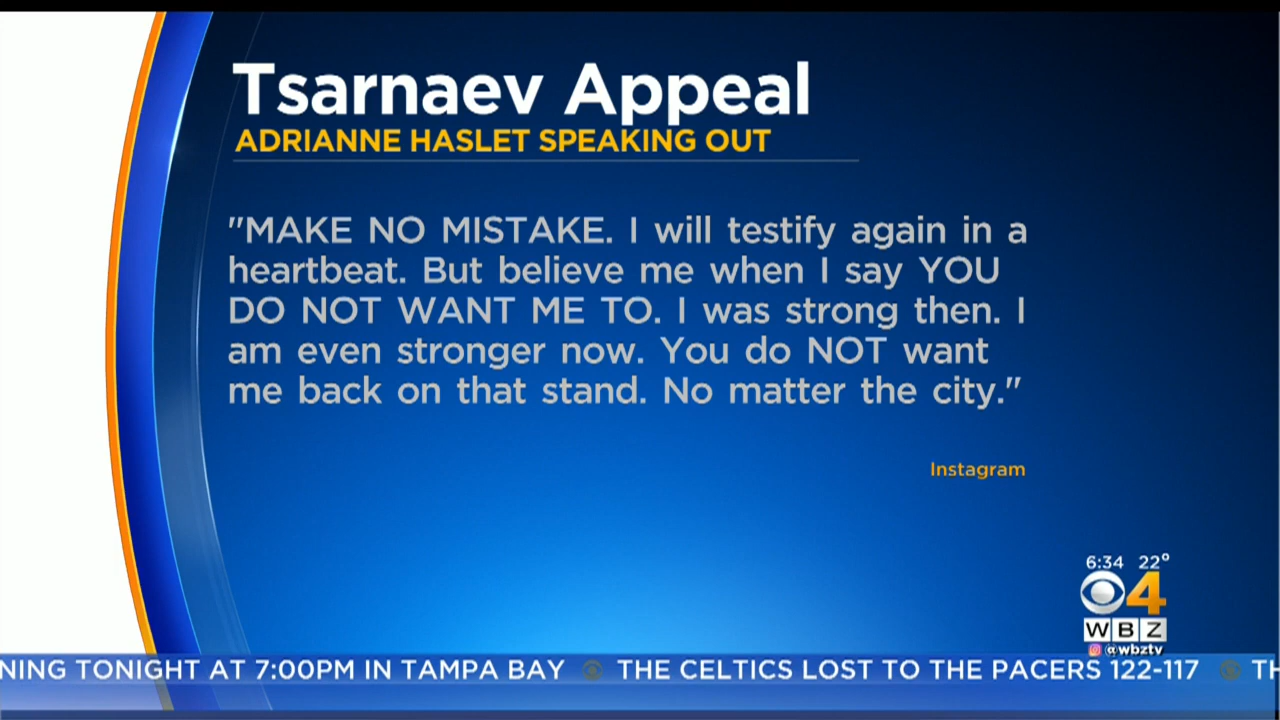 Tsarnaev Appeal
ADRIANNE HASLET SPEAKING OUT
"MAKE NO MISTAKE. I will testify again in a
heartbeat. But believe me when I say YOU
DO NOT WANT ME TO. I was strong then. I
am even stronger now. You do NOT want
me back on that stand. No matter the city."
Instagram
6:34 22°
4
WBZ
@wbztv
NING TONIGHT AT 7:00PM IN TAMPA BAY THE CELTICS LOST TO THE PACERS 122-117 TH